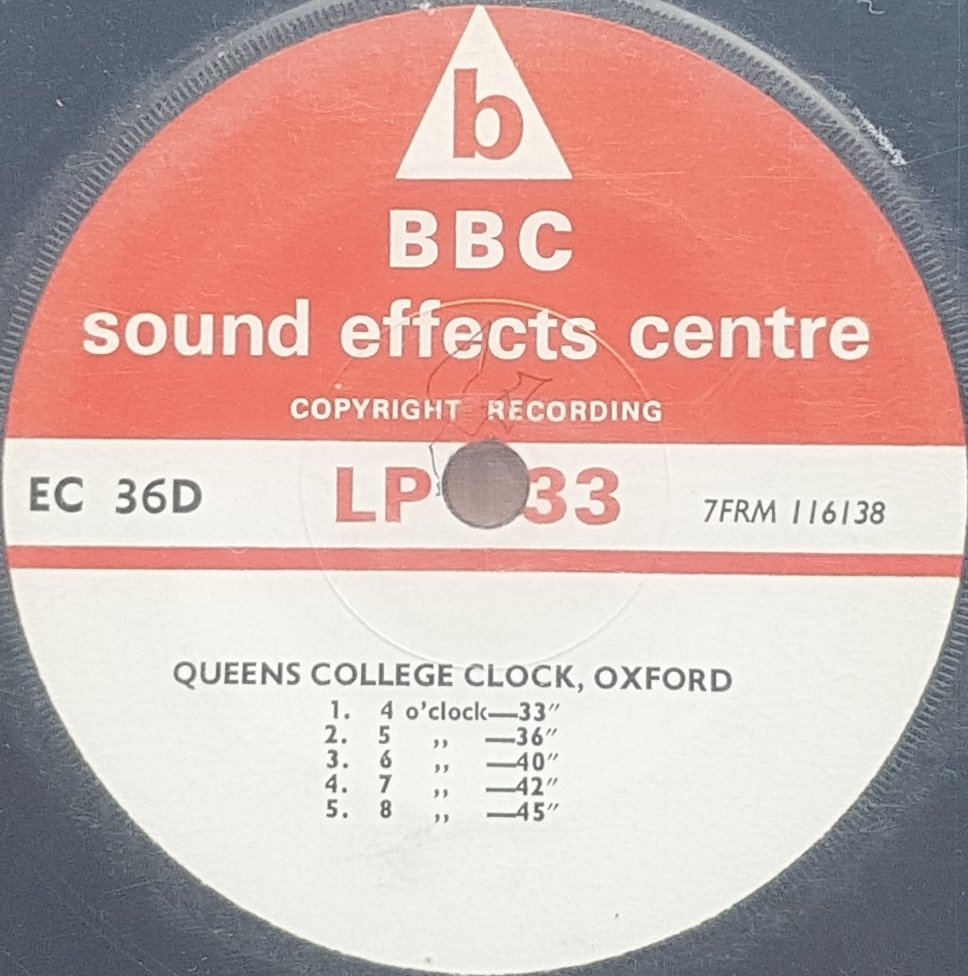 b
BBC
sound effects centre
COPYRIGHT RECORDING
EC 36D LP 33 7FRM 116138
QUEENS COLLEGE CLOCK, OXFORD
1. 4 o'clock—33″
2. 5 ,, —36″
3. 6 ,, —40″
4. 7 ,, —42″
5. 8 ,, —45″